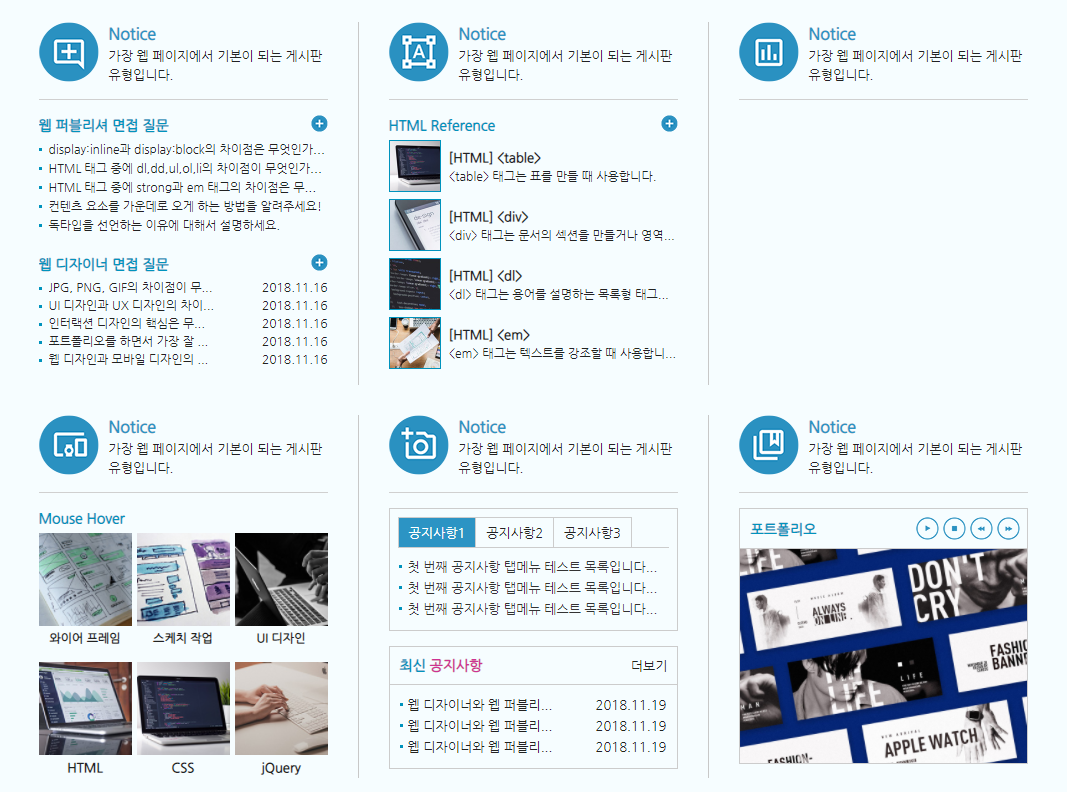 Notice
가장 웹 페이지에서 기본이 되는 게시판
유형입니다.
웹 퍼블리셔 면접 질문
display:inline과 display:block의 차이점은 무엇인가...
HTML 태그 중에 dl,dd,ul,ol,li의 차이점이 무엇인가...
HTML 태그 중에 strong과 em 태그의 차이점은 무...
컨텐츠 요소를 가운데로 오게 하는 방법을 알려주세요!
독타입을 선언하는 이유에 대해서 설명하세요.
웹 디자이너 면접 질문
JPG, PNG, GIF의 차이점이 무... 2018.11.16
UI 디자인과 UX 디자인의 차이... 2018.11.16
인터랙션 디자인의 핵심은 무... 2018.11.16
포트폴리오를 하면서 가장 잘 ... 2018.11.16
웹 디자인과 모바일 디자인의 ... 2018.11.16
Notice
가장 웹 페이지에서 기본이 되는 게시판
유형입니다.
HTML Reference
[HTML] <table>
<table> 태그는 표를 만들 때 사용합니다.
[HTML] <div>
<div> 태그는 문서의 섹션을 만들거나 영역...
[HTML] <dl>
<dl> 태그는 용어를 설명하는 목록형 태그...
[HTML] <em>
<em> 태그는 텍스트를 강조할 때 사용합니...
Notice
가장 웹 페이지에서 기본이 되는 게시판
유형입니다.
Notice
가장 웹 페이지에서 기본이 되는 게시판
유형입니다.
Mouse Hover
와이어 프레임 스케치 작업 UI 디자인
HTML CSS jQuery
Notice
가장 웹 페이지에서 기본이 되는 게시판
유형입니다.
공지사항1 공지사항2 공지사항3
첫 번째 공지사항 탭메뉴 테스트 목록입니다...
첫 번째 공지사항 탭메뉴 테스트 목록입니다...
첫 번째 공지사항 탭메뉴 테스트 목록입니다...
최신 공지사항 더보기
웹 디자이너와 웹 퍼블리... 2018.11.19
웹 디자이너와 웹 퍼블리... 2018.11.19
웹 디자이너와 웹 퍼블리... 2018.11.19
Notice
가장 웹 페이지에서 기본이 되는 게시판
유형입니다.
포트폴리오
DON'T
CRY
ALWAYS
ONLINE.
FASHION
BANNE
LIFE
MAN
APPLE WATCH
FASHION-